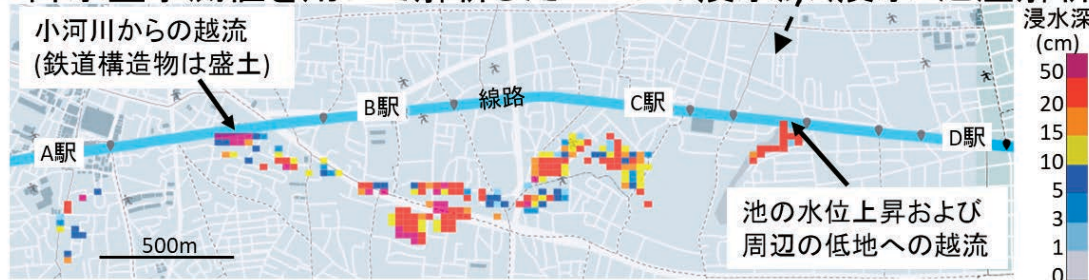 小河川からの越流
(鉄道構造物は盛土)
浸水深
(cm)
50
20
15
10
5
3
1
0
A駅
B駅
線路
C駅
D駅
500m
池の水位上昇および
周辺の低地への越流